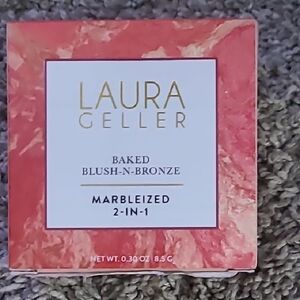 LAURA
GELLER
BAKED
BLUSH-N-BRONZE
MARBLEIZED
2-IN-1
NET WT. 0.30 OZ | 8.5 G